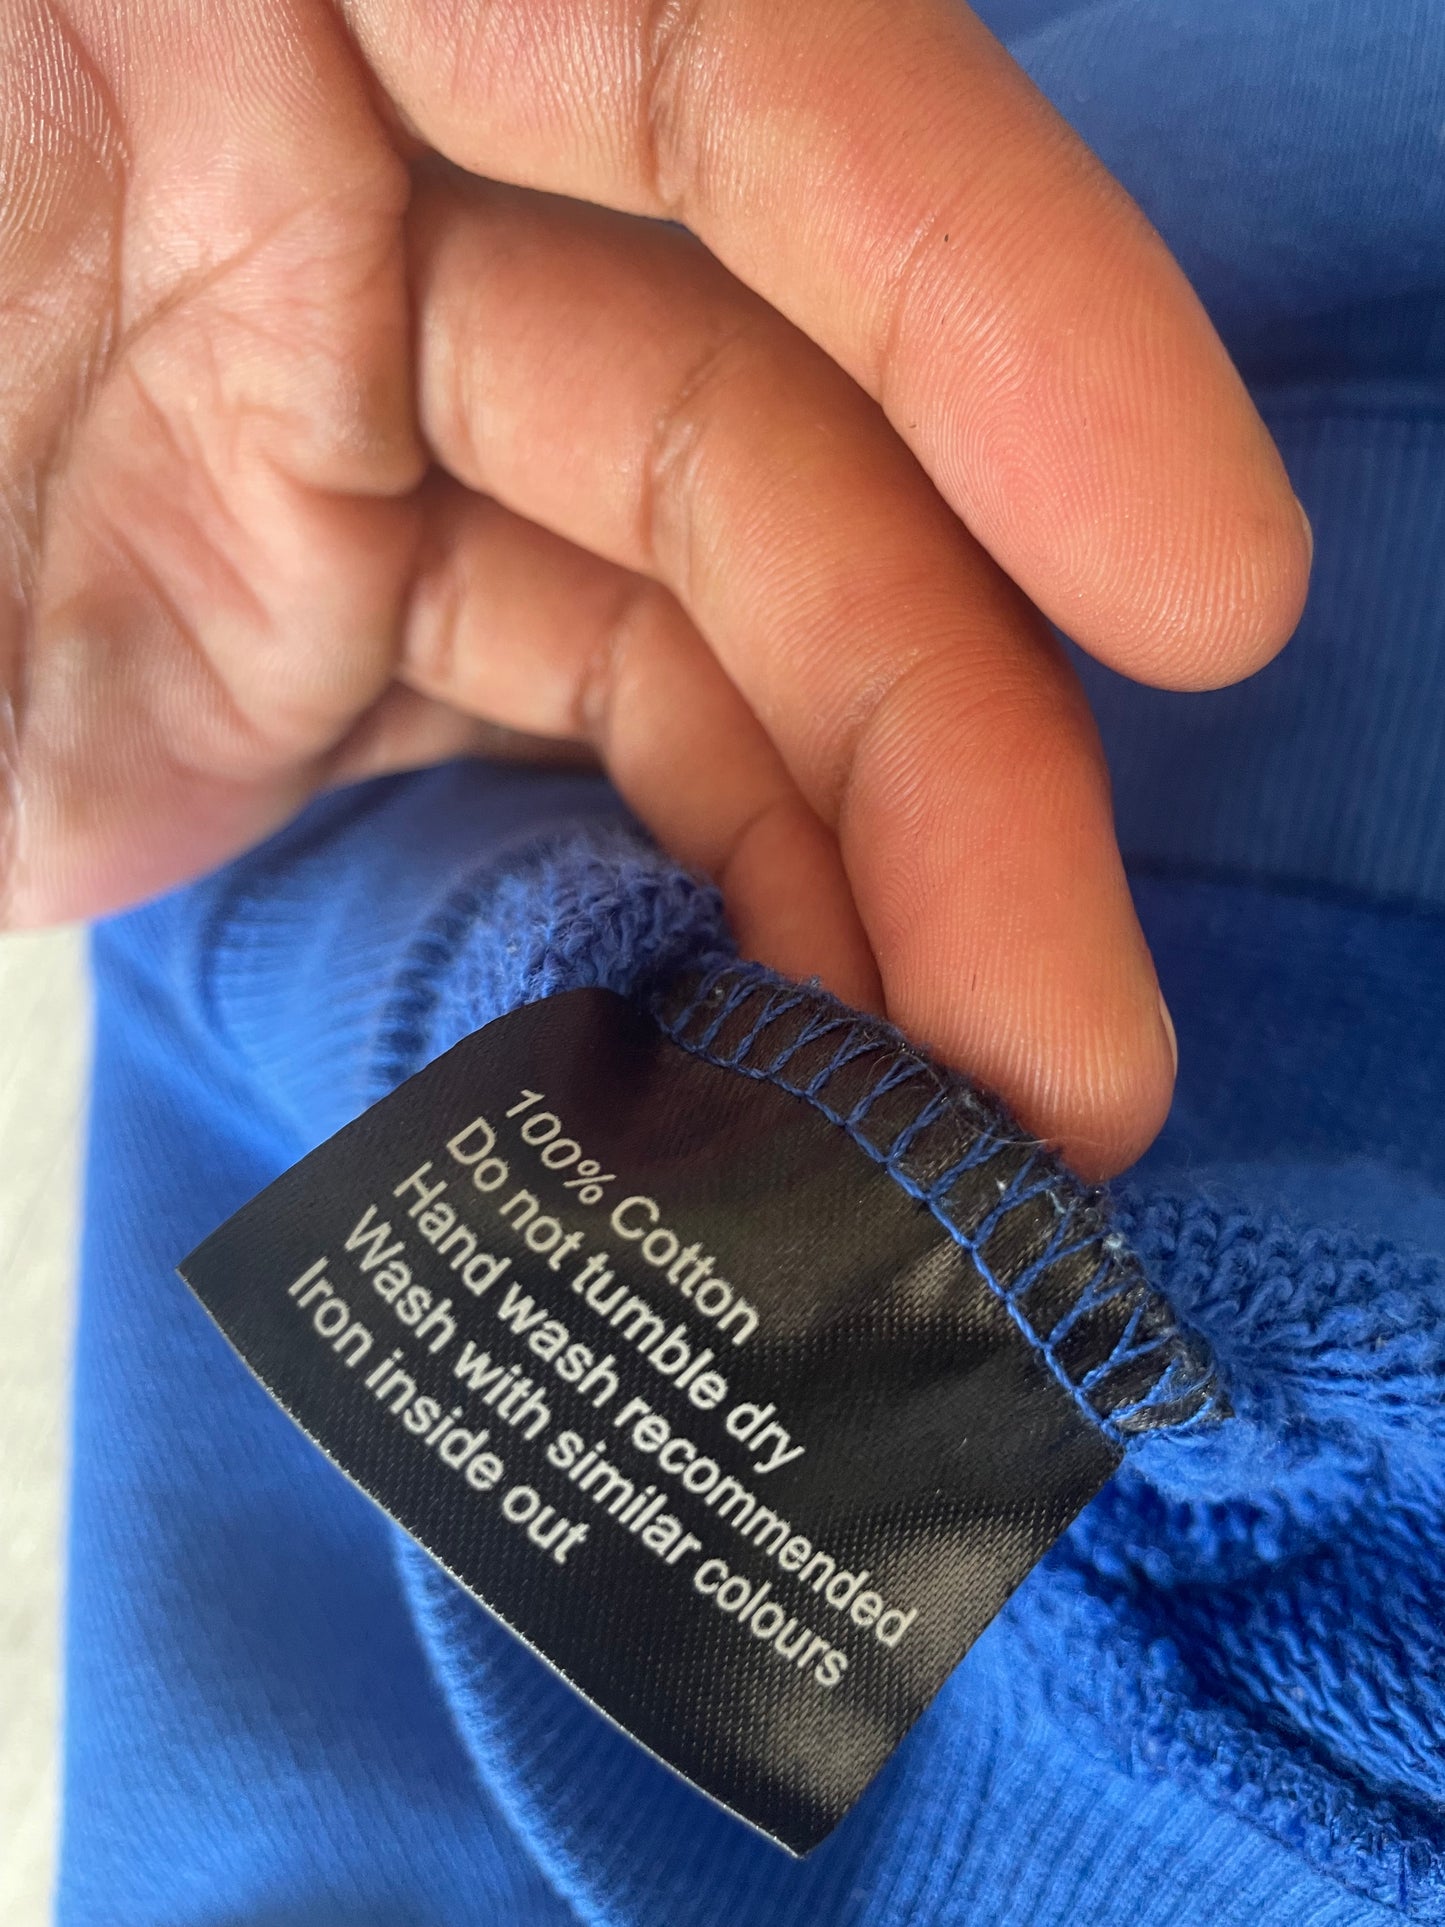 100% Cotton
Do not tumble dry
Hand wash recommended
Wash with similar colours
Iron inside out